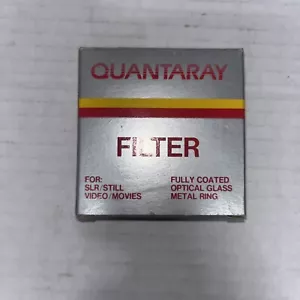 QUANTARAY
FILTER
FOR:
SLR/STILL
VIDEO/MOVIES
FULLY COATED
OPTICAL GLASS
METAL RING